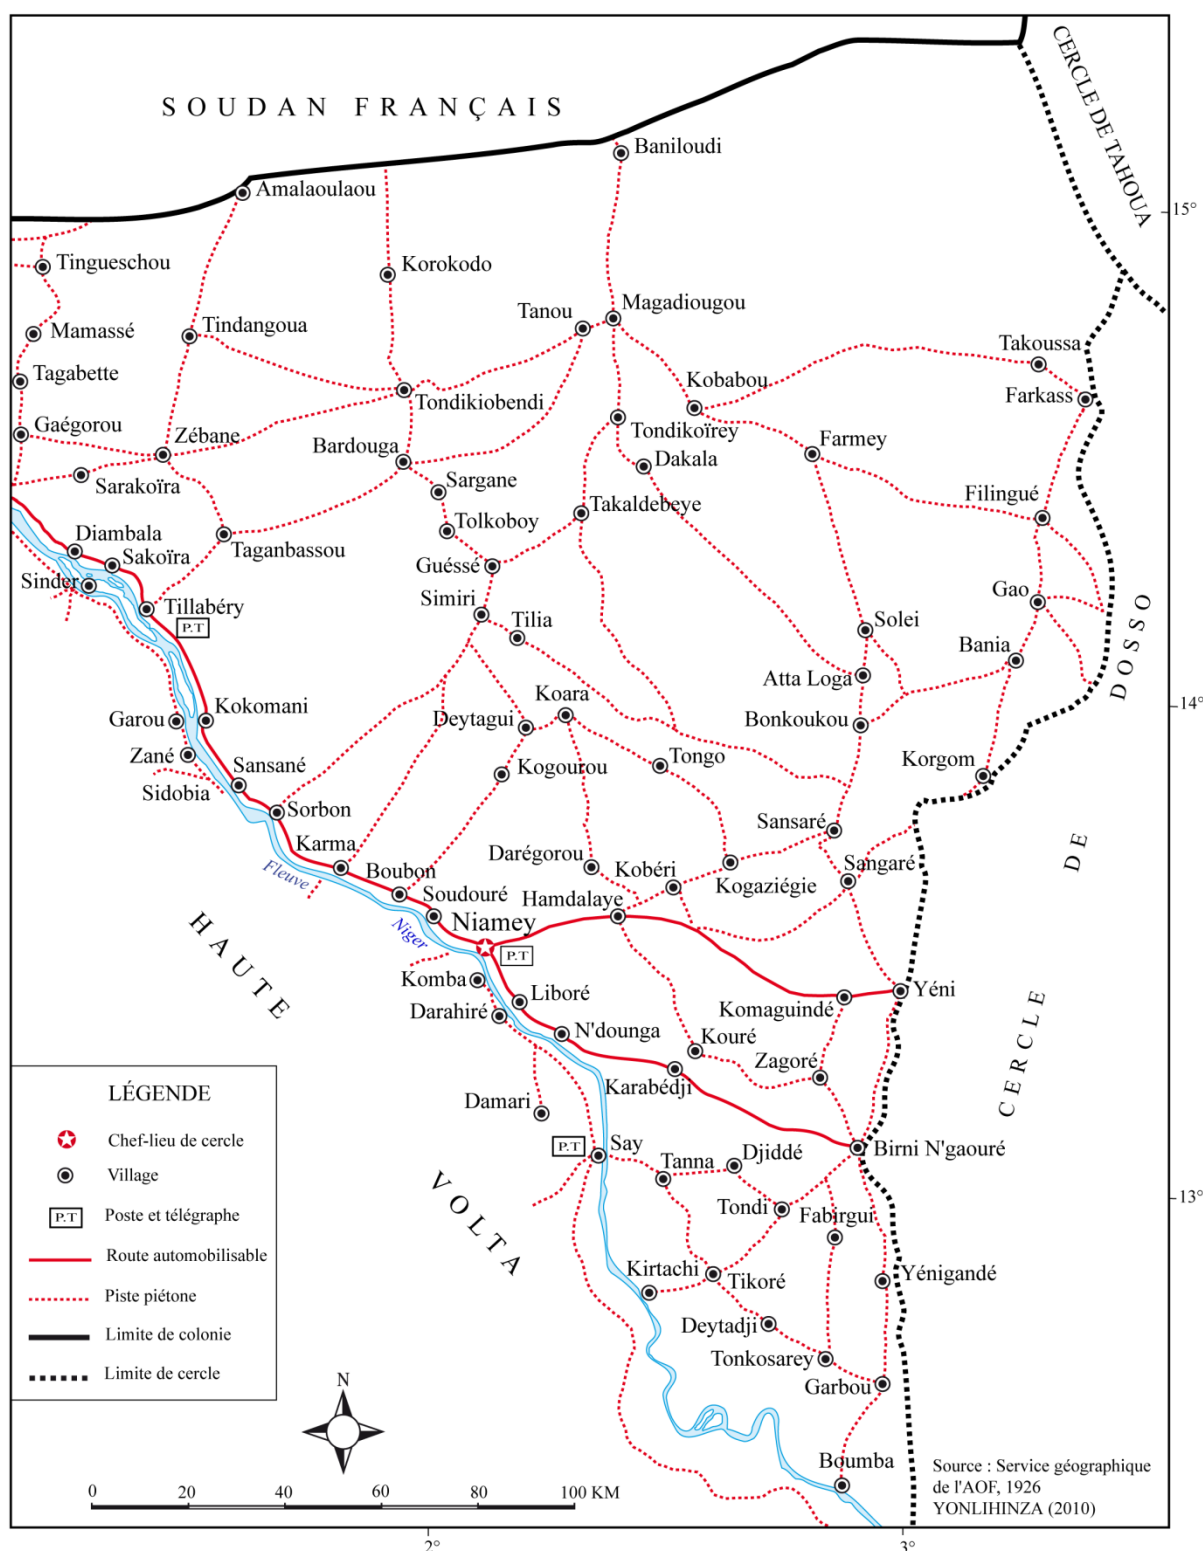 SOUDAN FRANÇAIS
CERCLE DE TAHOUA
Baniloudi
Amalaoulaou
15°
Tingueschou
Korokodo
Magadiougou
Tanou
Mamassé
Tindangoua
Takoussa
Tagabette
Kobabou
Farkass
Tondikiobendi
Gaégorou
Zébane
Bardouga
Tondikoïrey
Farmey
Dakala
Sarakoïra
Sargane
Takaldebeye
Filingué
Tolkoboy
Diambala
Sakoïra
Taganbassou
Guéssé
Sinder
Gao
Tillabéry
P.T
Simiri
Tilia
Solei
Bania
Atta Loga
Koara
14°
Garou
Kokomani
Deytagui
Bonkoukou
Zané
Sansané
Kogourou
Tongo
Korgom
Sidobia
Sorbon
Sansaré
Karma
Darégorou
Kobéri
Kogaziégie
Sangaré
Fleuve
Boubon
Soudouré
Hamdalaye
Niamey
Niger
P.T
HAUTE
VOLTA
CERCLE
DE
DOSSO
Komba
Liboré
Komaguindé
Yéni
Darahiré
N'dounga
Kouré
Zagoré
Karabédji
Damari
P.T
Say
Tanna
Djiddé
Birni N'gaouré
13°
Tondi
Fabirgui
Kirtachi
Tikoré
Yénigandé
Deytadji
Tonkosarey
Garbou
Boumba
LÉGENDE
Chef-lieu de cercle
Village
P.T
Poste et télégraphe
Route automobilisable
Piste piétone
Limite de colonie
Limite de cercle
N
0 20 40 60 80 100 KM
Source : Service géographique
de l'AOF, 1926
YONLIHINZA (2010)
2°
3°